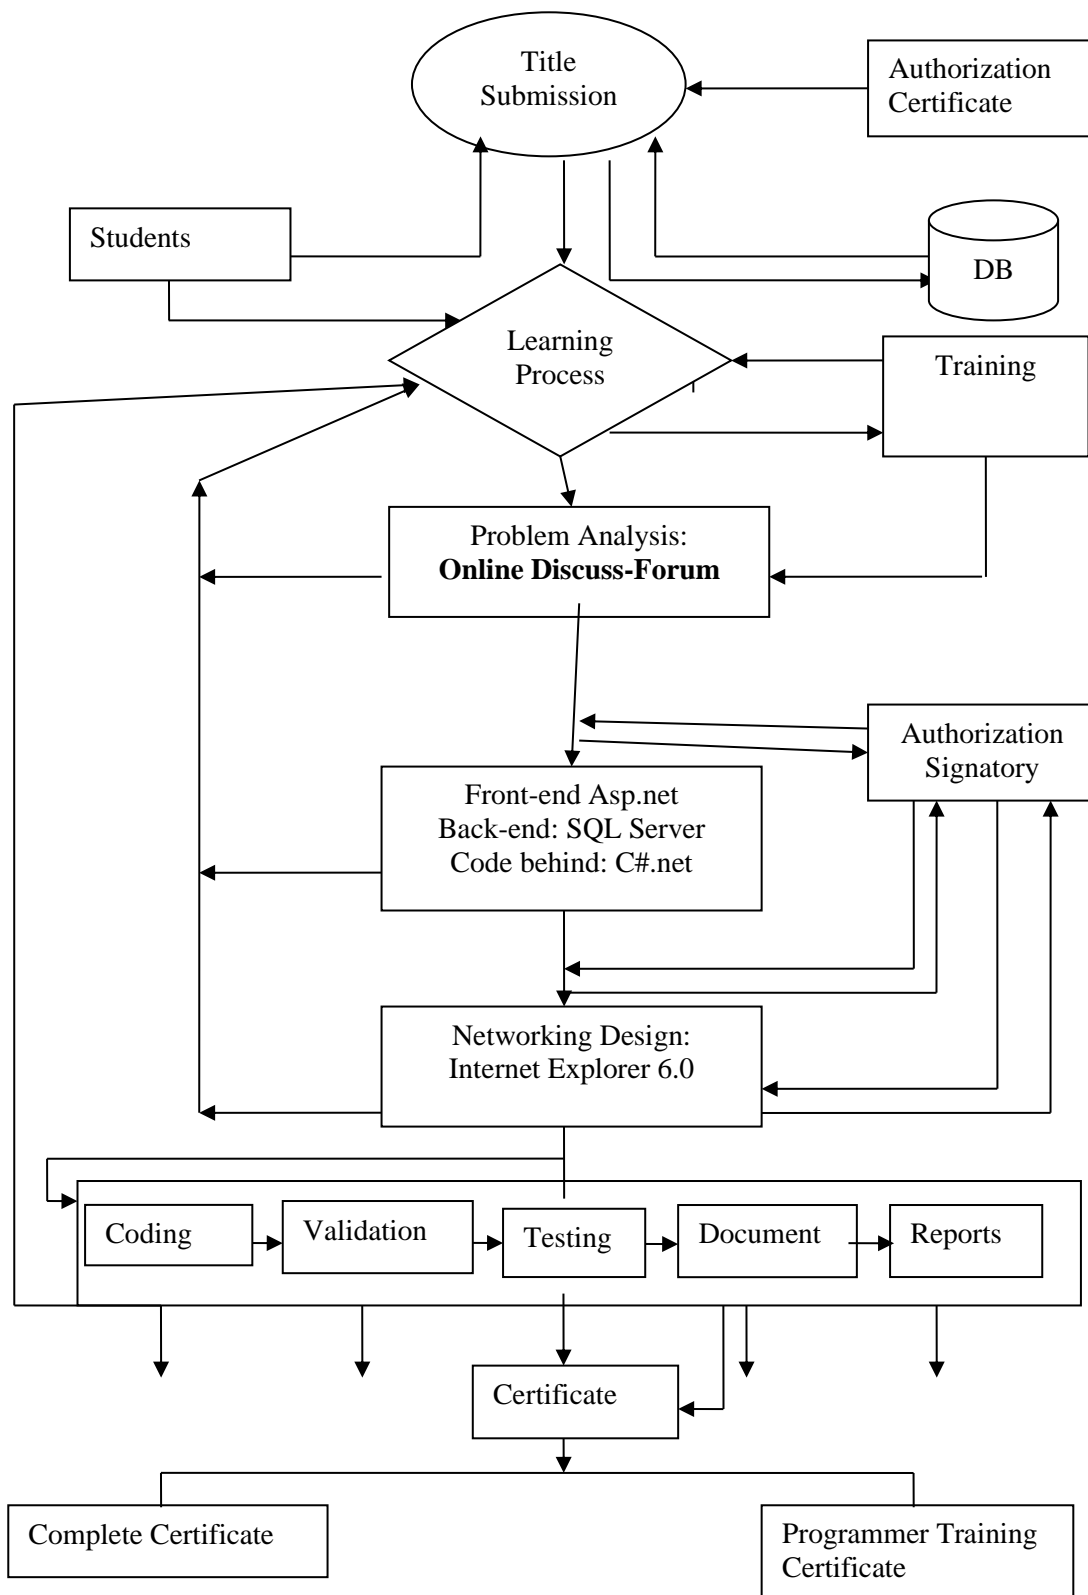 Title
Submission
Authorization
Certificate
Students
DB
Learning
Process
Training
Problem Analysis:
Online Discuss-Forum
Authorization
Signatory
Front-end Asp.net
Back-end: SQL Server
Code behind: C#.net
Networking Design:
Internet Explorer 6.0
Coding
Validation
Testing
Document
Reports
Certificate
Complete Certificate
Programmer Training
Certificate